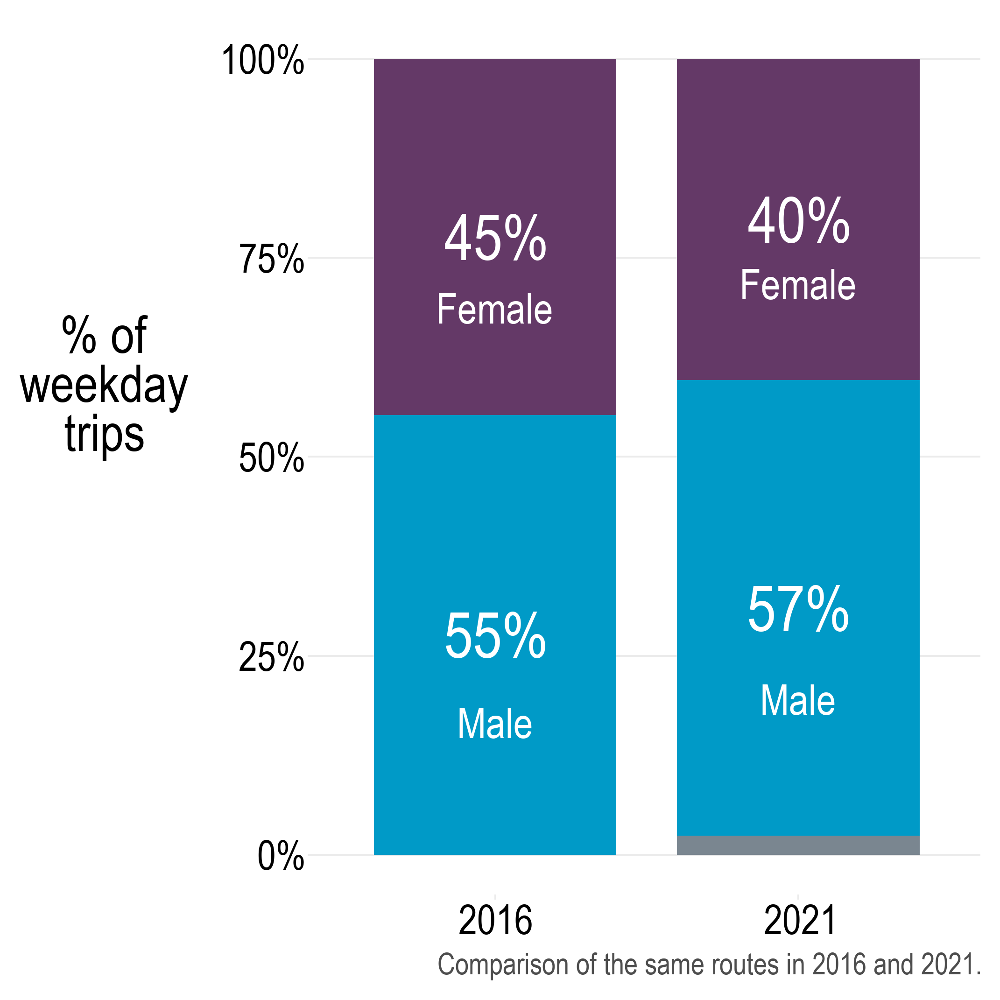 % of
weekday
trips
100%
75%
50%
25%
0%
45%
Female
55%
Male
40%
Female
57%
Male
2016
2021
Comparison of the same routes in 2016 and 2021.